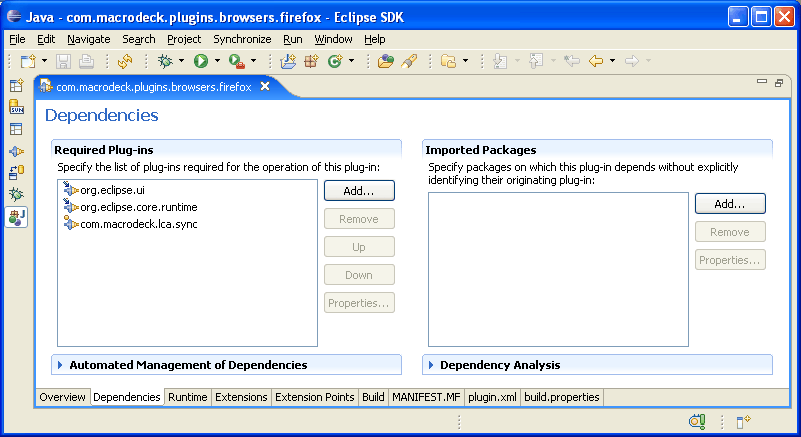 Java - com.macrodeck.plugins.browsers.firefox - Eclipse SDK
File Edit Navigate Search Project Synchronize Run Window Help
com.macrodeck.plugins.browsers.firefox
Dependencies
Required Plug-ins
Specify the list of plug-ins required for the operation of this plug-in:
org.eclipse.ui
org.eclipse.core.runtime
com.macrodeck.lca.sync
Add...
Remove
Up
Down
Properties...
Imported Packages
Specify packages on which this plug-in depends without explicitly
identifying their originating plug-in:
Add...
Remove
Properties...
Automated Management of Dependencies
Dependency Analysis
Overview Dependencies Runtime Extensions Extension Points Build MANIFEST.MF plugin.xml build.properties